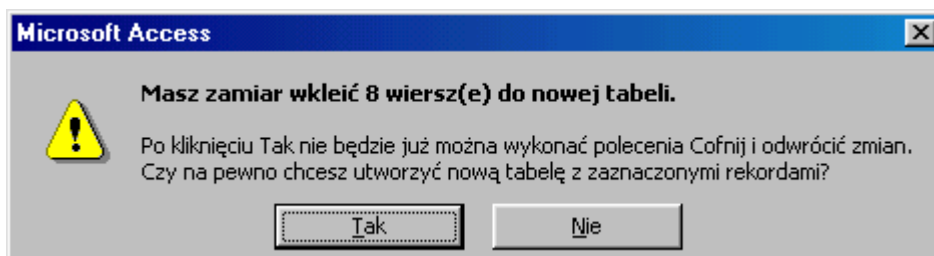 Microsoft Access
Masz zamiar wkleić 8 wiersz(e) do nowej tabeli.
Po kliknięciu Tak nie będzie już można wykonać polecenia Cofnij i odwrócić zmian.
Czy na pewno chcesz utworzyć nową tabelę z zaznaczonymi rekordami?
Tak Nie